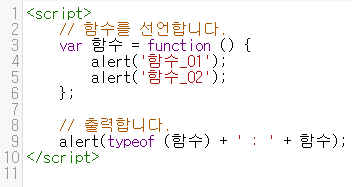 1 <script>
2     // 함수를 선언합니다.
3     var 함수 = function () {
4         alert('함수_01');
5         alert('함수_02');
6     };
7
8     // 출력합니다.
9     alert(typeof (함수) + ' : ' + 함수);
10 </script>
11